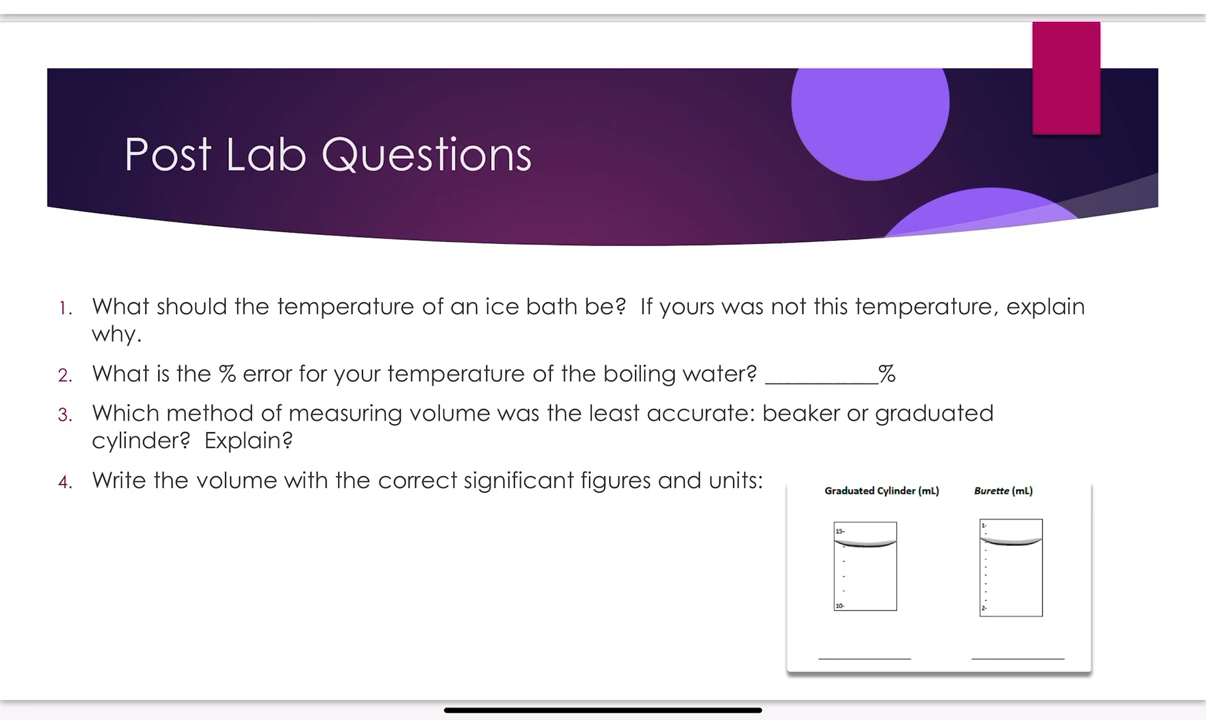 Post Lab Questions
1. What should the temperature of an ice bath be?  If yours was not this temperature, explain
why.
2. What is the % error for your temperature of the boiling water? __________%
3. Which method of measuring volume was the least accurate: beaker or graduated
cylinder?  Explain?
4. Write the volume with the correct significant figures and units:
Graduated Cylinder (mL) Burette (mL)
15- 1-
10- 2-